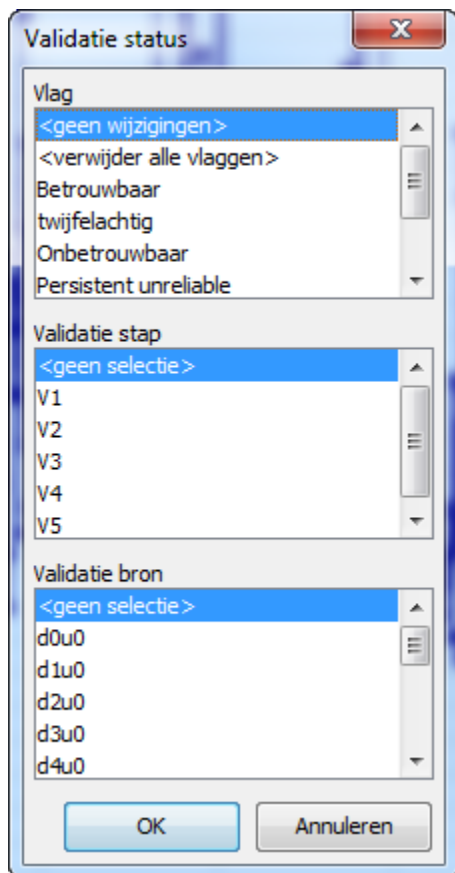 Validatie status
Vlag
<geen wijzigingen>
<verwijder alle vlaggen>
Betrouwbaar
twijfelachtig
Onbetrouwbaar
Persistent unreliable
Validatie stap
<geen selectie>
V1
V2
V3
V4
V5
Validatie bron
<geen selectie>
d0u0
d1u0
d2u0
d3u0
d4u0
OK
Annuleren